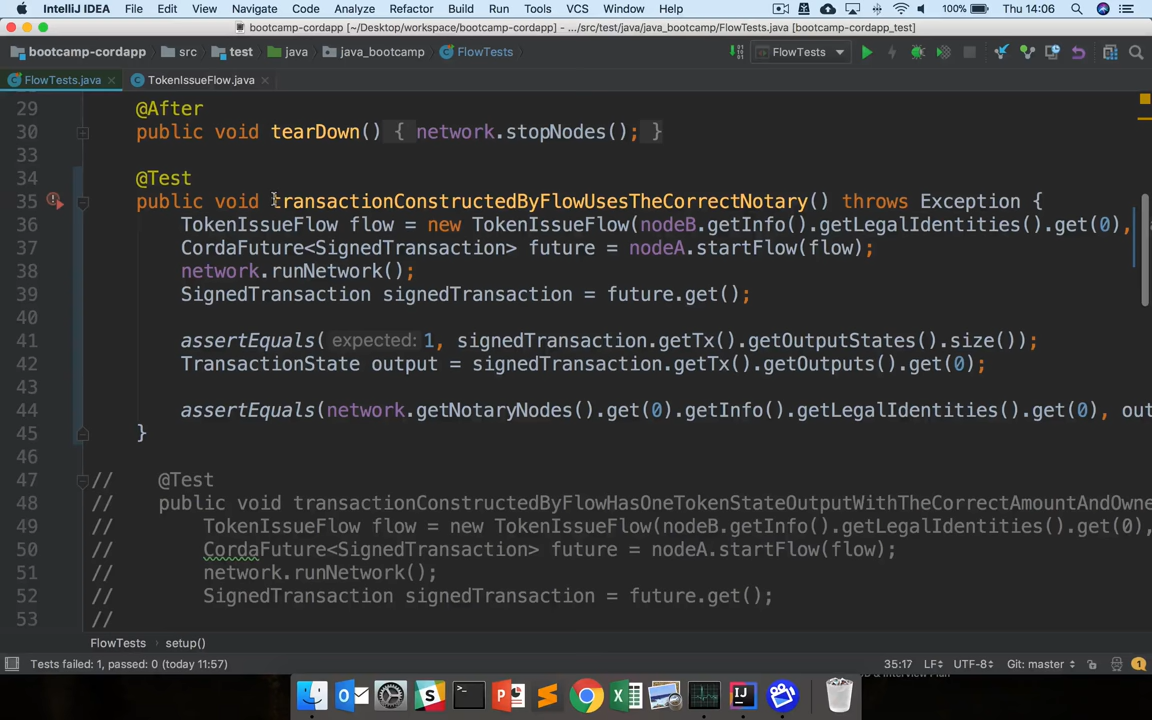 IntelliJ IDEA File Edit View Navigate Code Analyze Refactor Build Run Tools VCS Window Help 100% Thu 14:06
bootcamp-cordapp [~/Desktop/workspace/bootcamp-cordapp] – .../src/test/java/java_bootcamp/FlowTests.java [bootcamp-cordapp_test]
bootcamp-cordapp src test java java_bootcamp FlowTests FlowTests
FlowTests.java TokenIssueFlow.java
29 @After
30 public void tearDown() { network.stopNodes(); }
33
34 @Test
35 public void transactionConstructedByFlowUsesTheCorrectNotary() throws Exception {
36 TokenIssueFlow flow = new TokenIssueFlow(nodeB.getInfo().getLegalIdentities().get(0),
37 CordaFuture<SignedTransaction> future = nodeA.startFlow(flow);
38 network.runNetwork();
39 SignedTransaction signedTransaction = future.get();
40
41 assertEquals( expected: 1, signedTransaction.getTx().getOutputStates().size());
42 TransactionState output = signedTransaction.getTx().getOutputs().get(0);
43
44 assertEquals(network.getNotaryNodes().get(0).getInfo().getLegalIdentities().get(0), out
45 }
46
47 // @Test
48 // public void transactionConstructedByFlowHasOneTokenStateOutputWithTheCorrectAmountAndOwne
49 // TokenIssueFlow flow = new TokenIssueFlow(nodeB.getInfo().getLegalIdentities().get(0),
50 // CordaFuture<SignedTransaction> future = nodeA.startFlow(flow);
51 // network.runNetwork();
52 // SignedTransaction signedTransaction = future.get();
53 //
FlowTests setup()
Tests failed: 1, passed: 0 (today 11:57) 35:17 LF UTF-8 Git: master 1